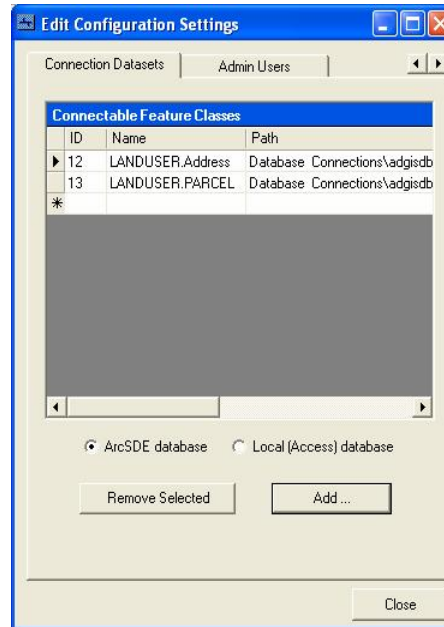 Edit Configuration Settings
Connection Datasets Admin Users
Connectable Feature Classes
ID Name Path
12 LANDUSER.Address Database Connections\adgisdb
13 LANDUSER.PARCEL Database Connections\adgisdb
ArcSDE database Local (Access) database
Remove Selected Add ...
Close